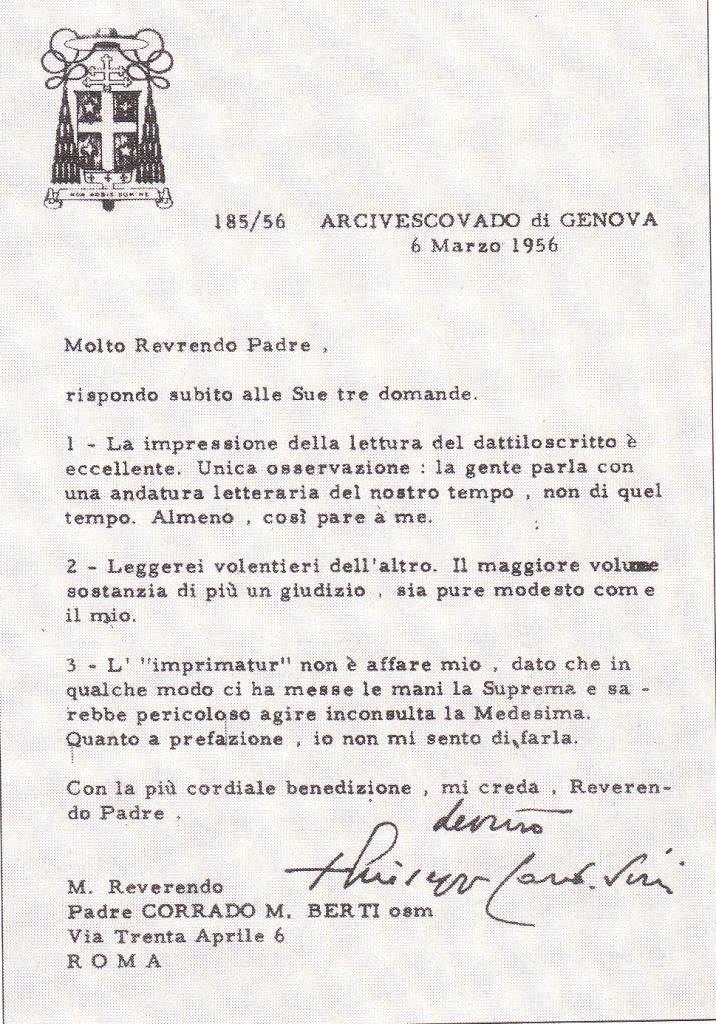 NON NOBIS DOMINE
185/56 ARCIVESCOVADO di GENOVA
6 Marzo 1956
Molto Revrendo Padre ,
rispondo subito alle Sue tre domande.
1 - La impressione della lettura del dattiloscritto è
eccellente. Unica osservazione : la gente parla con
una andatura letteraria del nostro tempo , non di quel
tempo. Almeno , così pare à me.
2 - Leggerei volentieri dell'altro. Il maggiore volume
sostanzia di più un giudizio , sia pure modesto come
il mio.
3 - L' "imprimatur" non è affare mio , dato che in
qualche modo ci ha messe le mani la Suprema e sa -
rebbe pericoloso agire inconsulta la Medesima.
Quanto a prefazione , io non mi sento di farla.
Con la più cordiale benedizione , mi creda , Reveren-
do Padre ,
dev.mo
+ Giuseppe Card. Siri
M. Reverendo
Padre CORRADO M. BERTI osm
Via Trenta Aprile 6
R O M A